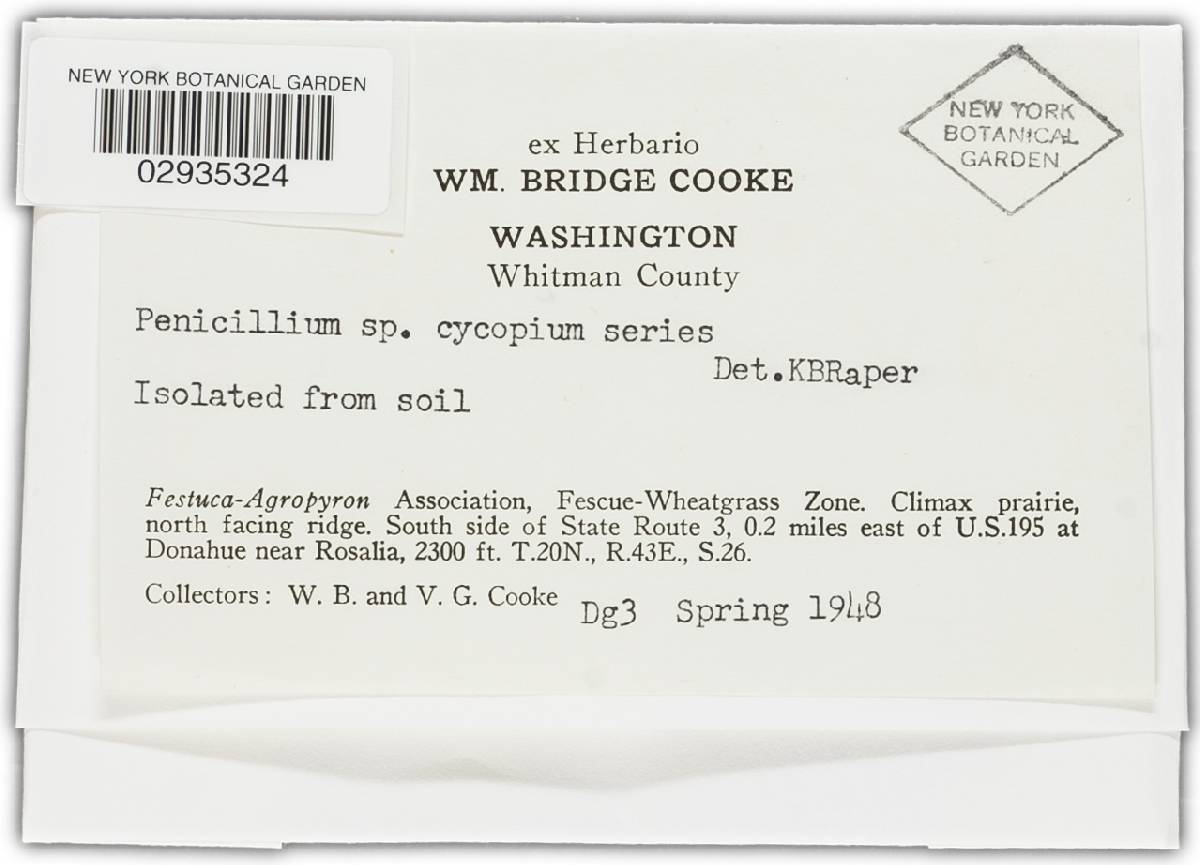 NEW YORK BOTANICAL GARDEN
02935324
NEW YORK
BOTANICAL
GARDEN
ex Herbario
WM. BRIDGE COOKE
WASHINGTON
Whitman County
Penicillium sp. cycopium series
Det.KBRaper
Isolated from soil
Festuca-Agropyron Association, Fescue-Wheatgrass Zone. Climax prairie,
north facing ridge. South side of State Route 3, 0.2 miles east of U.S.195 at
Donahue near Rosalia, 2300 ft. T.20N., R.43E., S.26.
Collectors: W. B. and V. G. Cooke Dg3 Spring 1948